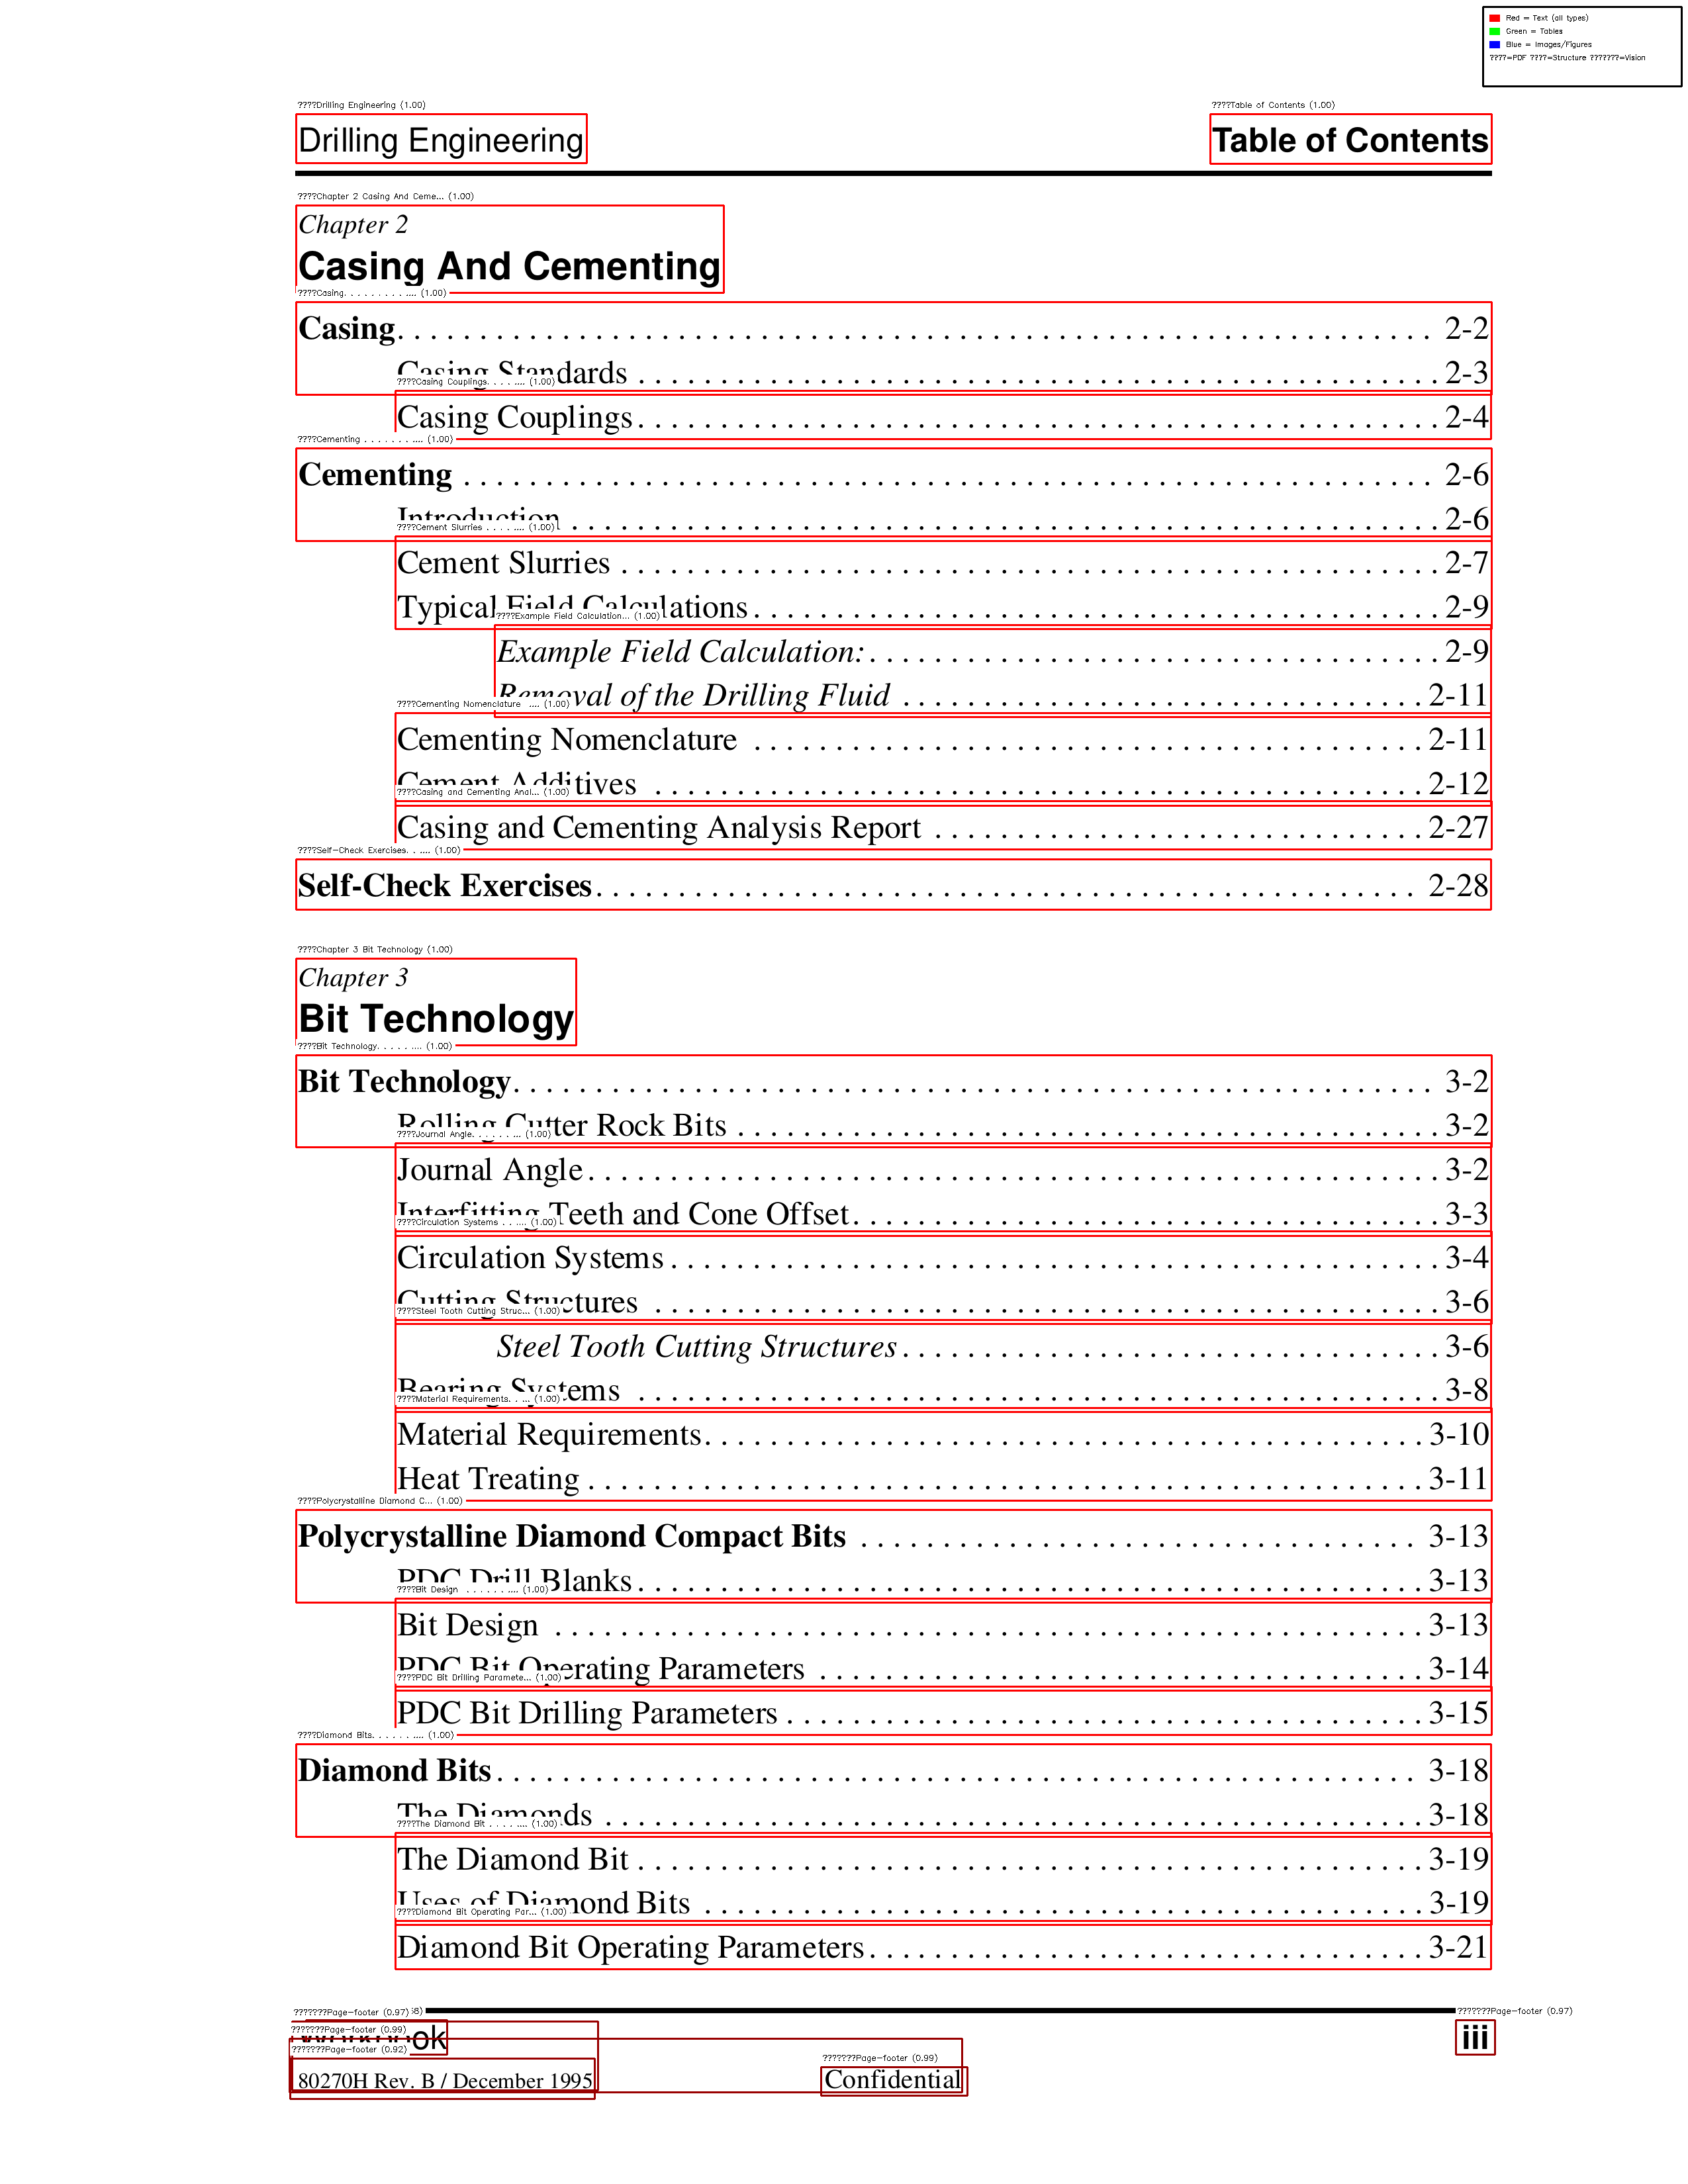 Red = Text (all types)
Green = Tables
Blue = Images/Figures
????=PDF ????=Structure ???????=Vision
????Drilling Engineering (1.00)
????Table of Contents (1.00)
Drilling Engineering
Table of Contents
????Chapter 2 Casing And Ceme... (1.00)
Chapter 2
Casing And Cementing
????Casing. . . . . . . . . .... (1.00)
Casing. . . . . . . . . . 2-2
Casing Standards . . . . . . . . . . 2-3
????Casing Couplings. . . . .... (1.00)
Casing Couplings. . . . . . . . . . 2-4
????Cementing . . . . . . . .... (1.00)
Cementing . . . . . . . . . . 2-6
Introduction . . . . . . . . . . 2-6
????Cement Slurries . . . . .... (1.00)
Cement Slurries . . . . . . . . . . 2-7
Typical Field Calculations . . . . . . . . . . 2-9
????Example Field Calculation... (1.00)
Example Field Calculation: . . . . . . . . . . 2-9
Removal of the Drilling Fluid . . . . . . . . . . 2-11
????Cementing Nomenclature .... (1.00)
Cementing Nomenclature . . . . . . . . . . 2-11
Cement Additives . . . . . . . . . . 2-12
????Casing and Cementing Anal... (1.00)
Casing and Cementing Analysis Report . . . . . . . . . . 2-27
????Self-Check Exercises. . .... (1.00)
Self-Check Exercises. . . . . . . . . . 2-28
????Chapter 3 Bit Technology (1.00)
Chapter 3
Bit Technology
????Bit Technology. . . . . .... (1.00)
Bit Technology. . . . . . . . . . 3-2
Rolling Cutter Rock Bits . . . . . . . . . . 3-2
????Journal Angle. . . . . . ... (1.00)
Journal Angle. . . . . . . . . . 3-2
Interfitting Teeth and Cone Offset. . . . . . . . . . 3-3
????Circulation Systems . . .... (1.00)
Circulation Systems . . . . . . . . . . 3-4
Cutting Structures . . . . . . . . . . 3-6
????Steel Tooth Cutting Struc... (1.00)
Steel Tooth Cutting Structures . . . . . . . . . . 3-6
Bearing Systems . . . . . . . . . . 3-8
????Material Requirements. . ... (1.00)
Material Requirements. . . . . . . . . . 3-10
Heat Treating . . . . . . . . . . 3-11
????Polycrystalline Diamond C... (1.00)
Polycrystalline Diamond Compact Bits . . . . . . . . . . 3-13
PDC Drill Blanks . . . . . . . . . . 3-13
????Bit Design . . . . . . .... (1.00)
Bit Design . . . . . . . . . . 3-13
PDC Bit Operating Parameters . . . . . . . . . . 3-14
????PDC Bit Drilling Paramete... (1.00)
PDC Bit Drilling Parameters . . . . . . . . . . 3-15
????Diamond Bits. . . . . . .... (1.00)
Diamond Bits . . . . . . . . . . 3-18
The Diamonds . . . . . . . . . . 3-18
????The Diamond Bit . . . . .... (1.00)
The Diamond Bit . . . . . . . . . . 3-19
Uses of Diamond Bits . . . . . . . . . . 3-19
????Diamond Bit Operating Par... (1.00)
Diamond Bit Operating Parameters . . . . . . . . . . 3-21
???????Page-footer (0.97)
???????Page-footer (0.97)
???????Page-footer (0.99)
Workbook
iii
???????Page-footer (0.92)
???????Page-footer (0.99)
80270H Rev. B / December 1995
Confidential